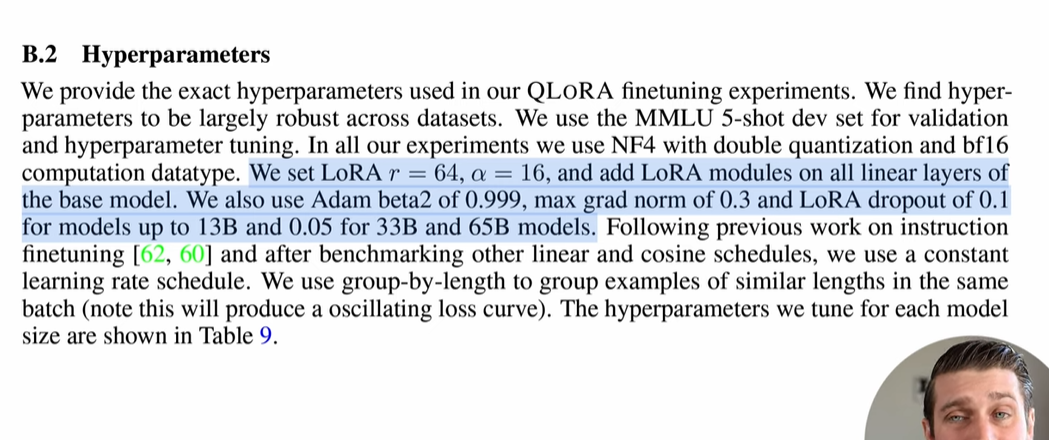 B.2 Hyperparameters
We provide the exact hyperparameters used in our QLORA finetuning experiments. We find hyper-
parameters to be largely robust across datasets. We use the MMLU 5-shot dev set for validation
and hyperparameter tuning. In all our experiments we use NF4 with double quantization and bf16
computation datatype. We set LoRA r = 64, α = 16, and add LoRA modules on all linear layers of
the base model. We also use Adam beta2 of 0.999, max grad norm of 0.3 and LoRA dropout of 0.1
for models up to 13B and 0.05 for 33B and 65B models. Following previous work on instruction
finetuning [62, 60] and after benchmarking other linear and cosine schedules, we use a constant
learning rate schedule. We use group-by-length to group examples of similar lengths in the same
batch (note this will produce a oscillating loss curve). The hyperparameters we tune for each model
size are shown in Table 9.